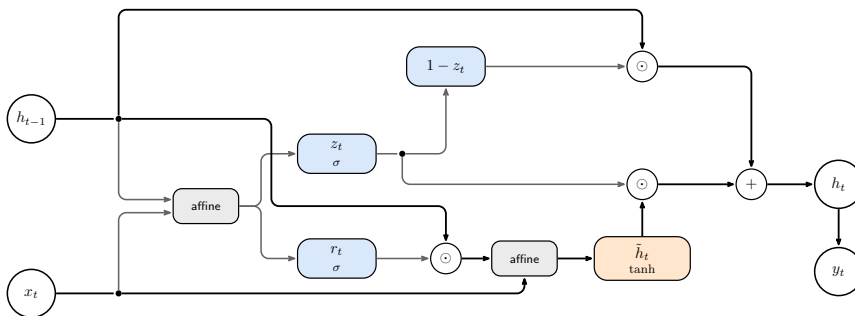 1 − z_t
⊙
h_{t−1}
z_t
σ
affine
⊙
+
h_t
r_t
σ
⊙
affine
h̃_t
tanh
x_t
y_t